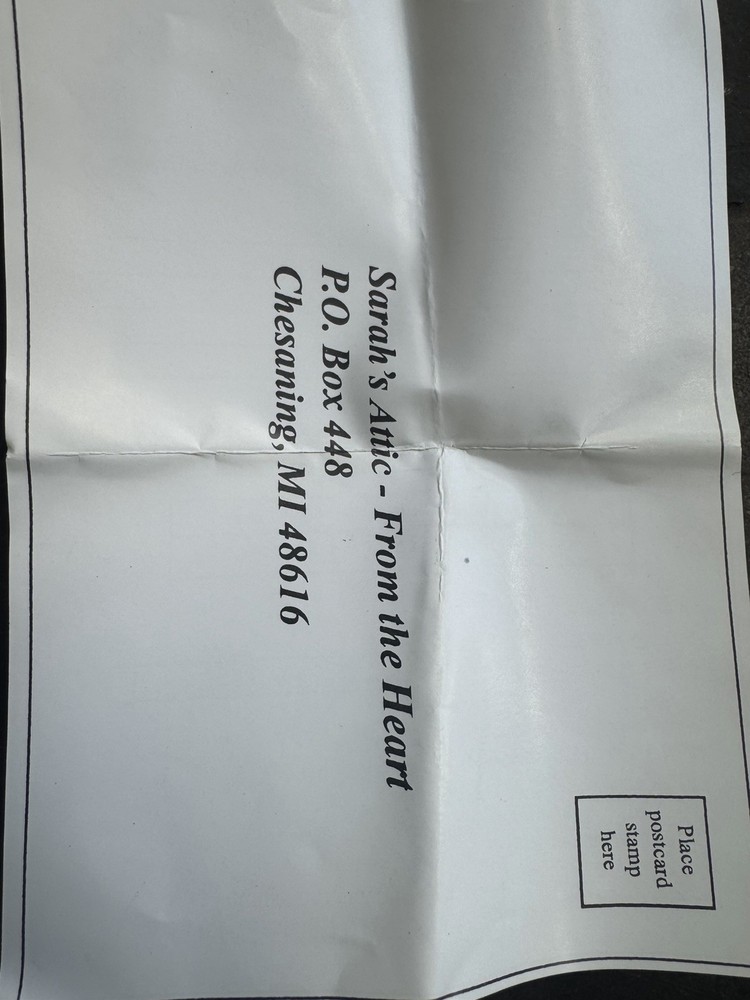 Place
postcard
stamp
here
Sarah's Attic - From the Heart
P.O. Box 448
Chesaning, MI 48616